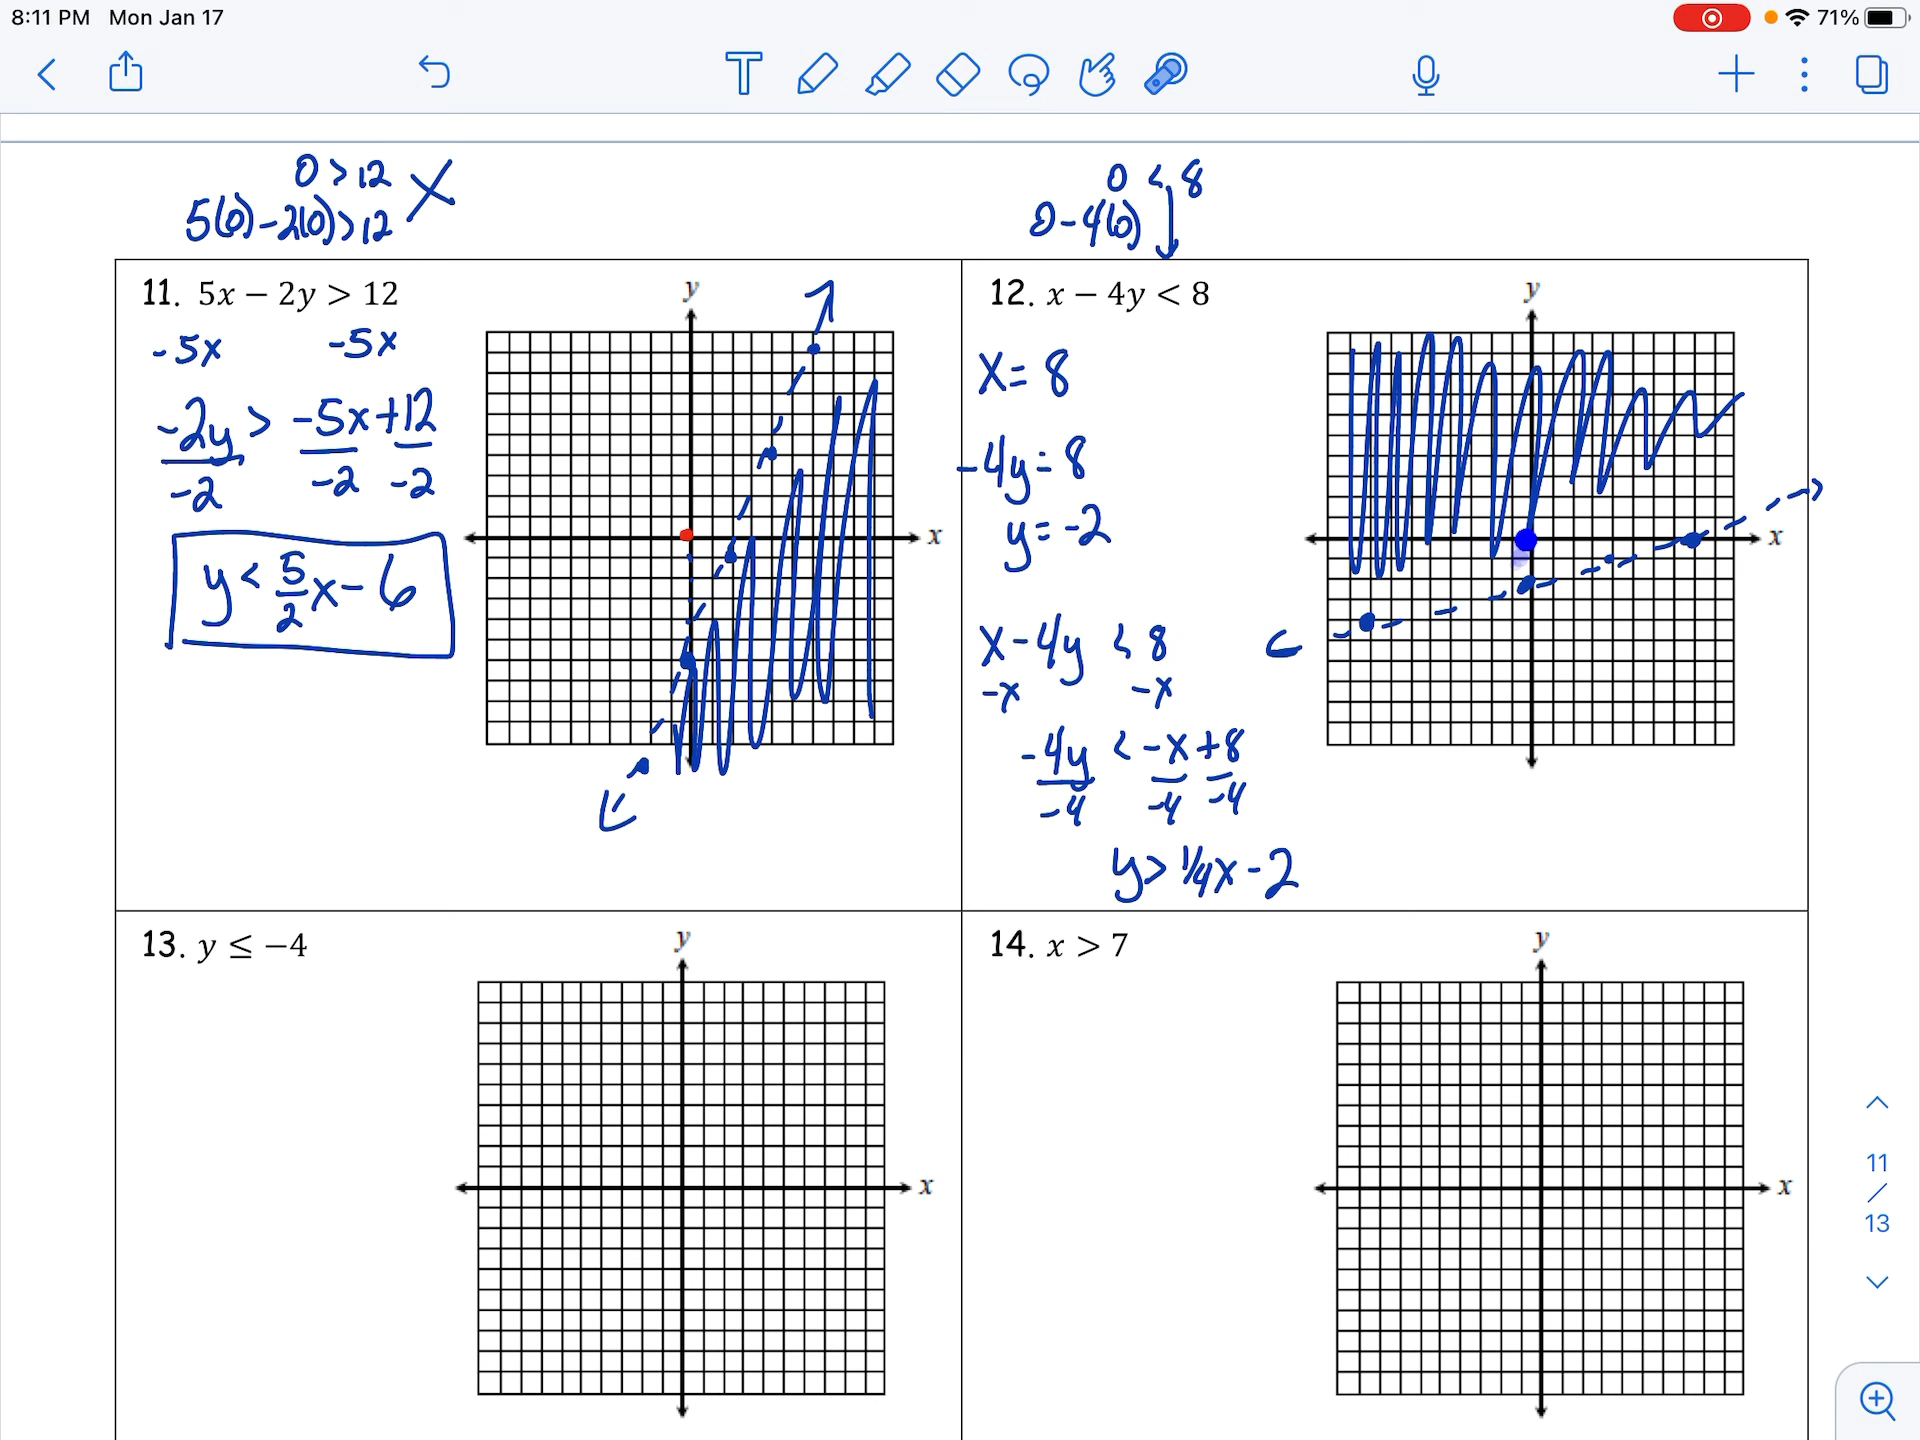 8:11 PM Mon Jan 17
71%
T
0 > 12
5(0)-2(0)>12 X
0 < 8
0-4(0)
11. 5x − 2y > 12
-5x -5x
-2y > -5x+12
-2 -2 -2
y < 5/2 x - 6
y
x
12. x − 4y < 8
x = 8
-4y = 8
y = -2
x-4y < 8
-x -x
-4y < -x +8
-4 -4 -4
y > 1/4x - 2
y
x
13. y ≤ −4
y
x
14. x > 7
y
x
11
/
13